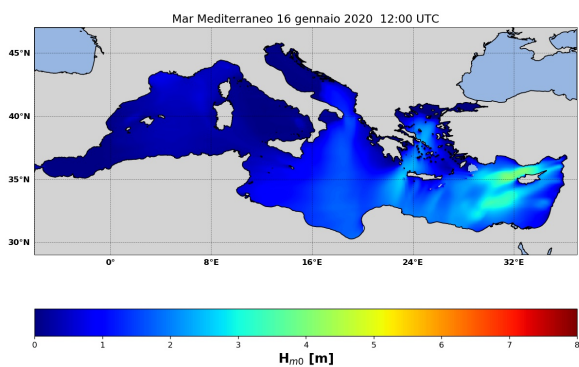 Mar Mediterraneo 16 gennaio 2020  12:00 UTC
45°N
40°N
35°N
30°N
0° 8°E 16°E 24°E 32°E
0 1 2 3 4 5 6 7 8
Hm0 [m]